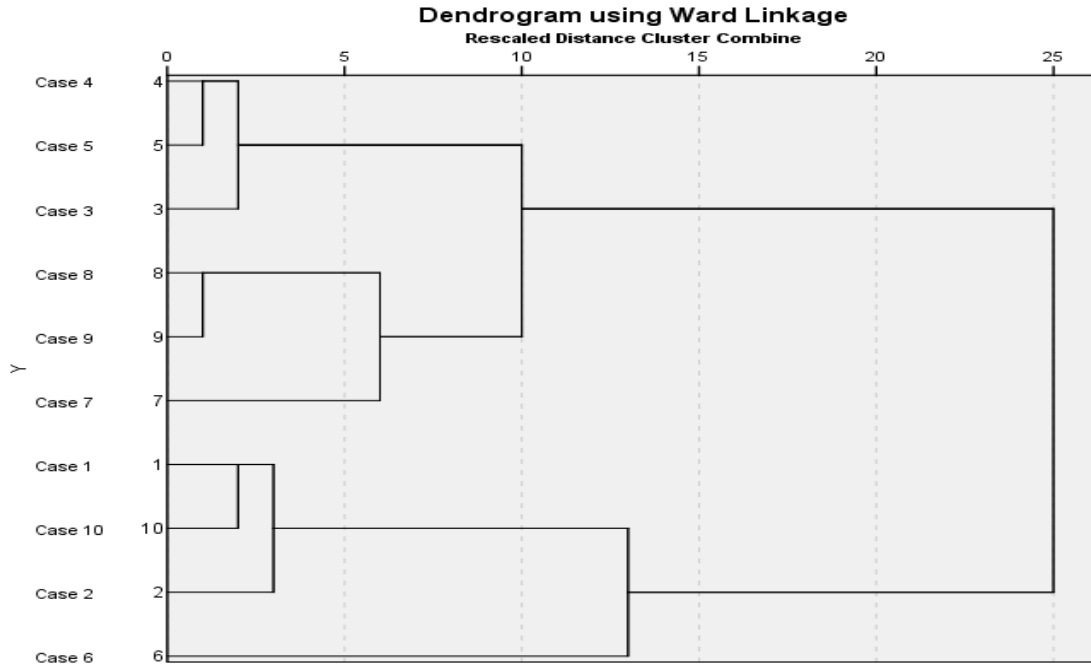 Dendrogram using Ward Linkage
Rescaled Distance Cluster Combine
0 5 10 15 20 25
Case 4 4
Case 5 5
Case 3 3
Case 8 8
Case 9 9
Y
Case 7 7
Case 1 1
Case 10 10
Case 2 2
Case 6 6